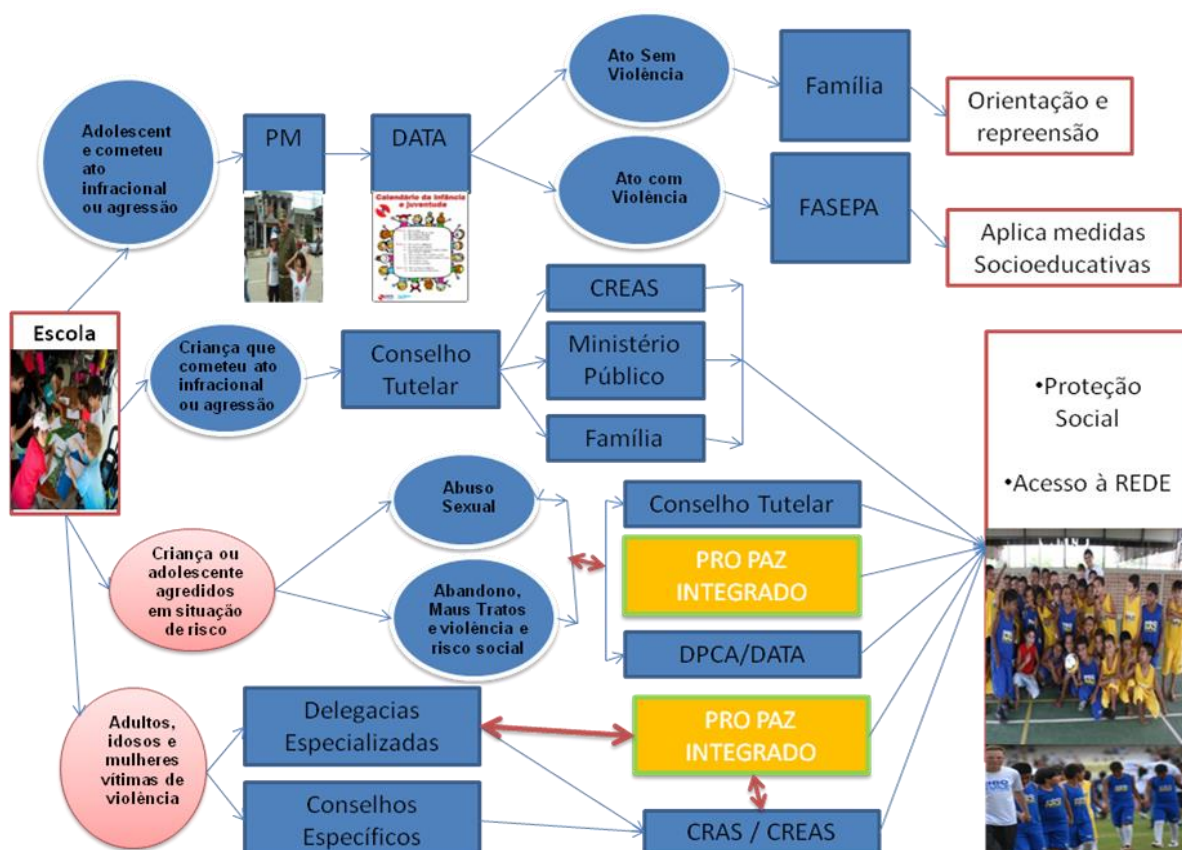 Adolescent
e cometeu
ato
infracional
ou agressão
PM
DATA
Calendário da infância
e juventude
Ato Sem
Violência
Ato com
Violência
Família
FASEPA
Orientação e
repreensão
Aplica medidas
Socioeducativas
Escola
Criança que
cometeu ato
infracional
ou agressão
Conselho
Tutelar
CREAS
Ministério
Público
Família
•Proteção
Social
•Acesso à REDE
Criança ou
adolescente
agredidos
em situação
de risco
Abuso
Sexual
Abandono,
Maus Tratos
e violência e
risco social
Conselho Tutelar
PRO PAZ
INTEGRADO
DPCA/DATA
Adultos,
idosos e
mulheres
vítimas de
violência
Delegacias
Especializadas
Conselhos
Específicos
PRO PAZ
INTEGRADO
CRAS / CREAS